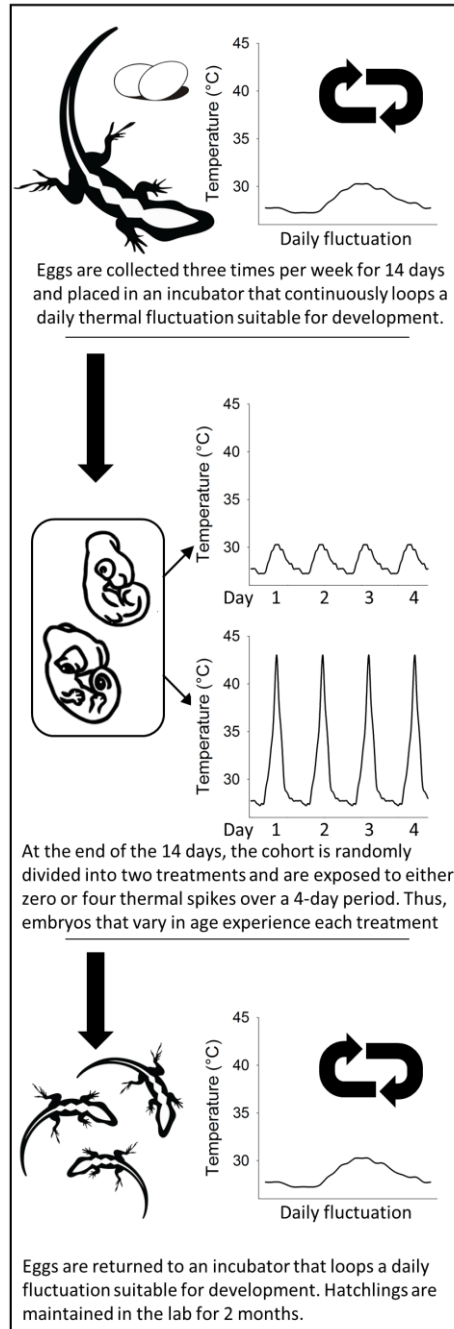 45
40
35
30
Temperature (°C)
Daily fluctuation
Eggs are collected three times per week for 14 days
and placed in an incubator that continuously loops a
daily thermal fluctuation suitable for development.
45
40
35
30
Temperature (°C)
Day 1 2 3 4
45
40
35
30
Temperature (°C)
Day 1 2 3 4
At the end of the 14 days, the cohort is randomly
divided into two treatments and are exposed to either
zero or four thermal spikes over a 4-day period. Thus,
embryos that vary in age experience each treatment
45
40
35
30
Temperature (°C)
Daily fluctuation
Eggs are returned to an incubator that loops a daily
fluctuation suitable for development. Hatchlings are
maintained in the lab for 2 months.